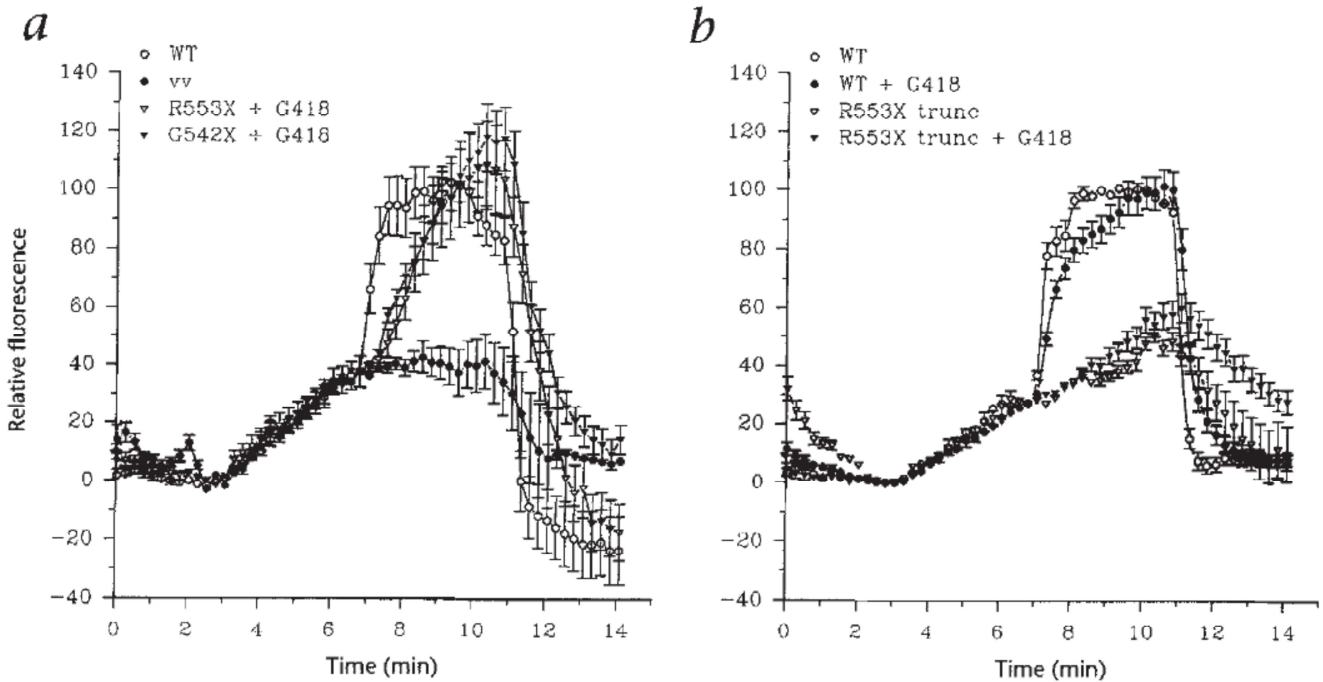 a
WT
vv
R553X + G418
G542X + G418
140
120
100
80
60
40
20
0
−20
−40
0 2 4 6 8 10 12 14
Relative fluorescence
Time (min)
b
WT
WT + G418
R553X trunc
R553X trunc + G418
140
120
100
80
60
40
20
0
−20
−40
0 2 4 6 8 10 12 14
Time (min)